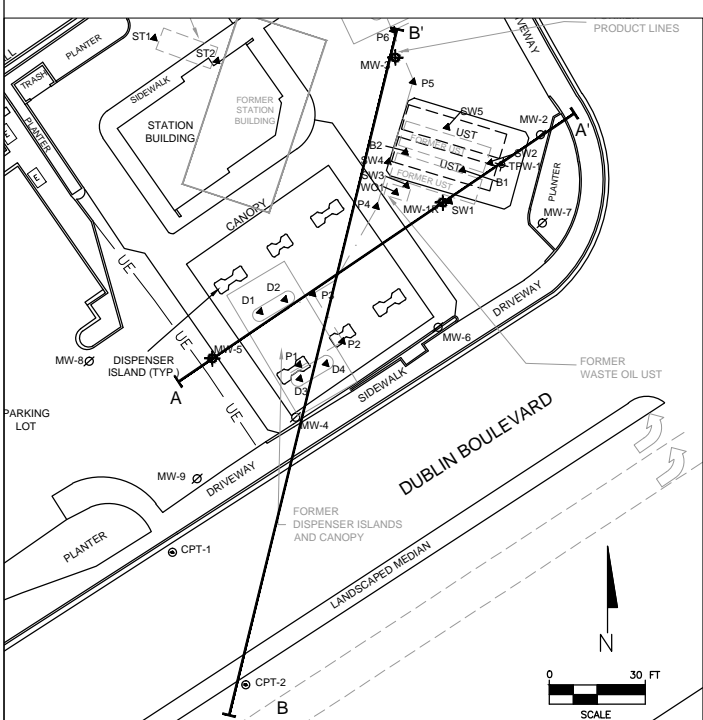 B'
P6
MW-3
PRODUCT LINES
DRIVEWAY
PLANTER
ST1
ST2
TRASH
SIDEWALK
PLANTER
FORMER
STATION
BUILDING
STATION
BUILDING
P5
SW5
UST
MW-2
A'
B2
FORMER UST
SW4
UST
SW2
TPW-1
SW3
FORMER UST
B1
WO1
PLANTER
E
E
E
CANOPY
P4
MW-1R
SW1
MW-7
UE
D1
D2
P3
DRIVEWAY
MW-8
DISPENSER
ISLAND (TYP.)
MW-5
UE
P1
P2
MW-6
FORMER
WASTE OIL UST
A
D3
D4
SIDEWALK
PARKING
LOT
UE
MW-4
DUBLIN BOULEVARD
MW-9
DRIVEWAY
FORMER
DISPENSER ISLANDS
AND CANOPY
PLANTER
CPT-1
LANDSCAPED MEDIAN
N
CPT-2
B
0 30 FT
SCALE